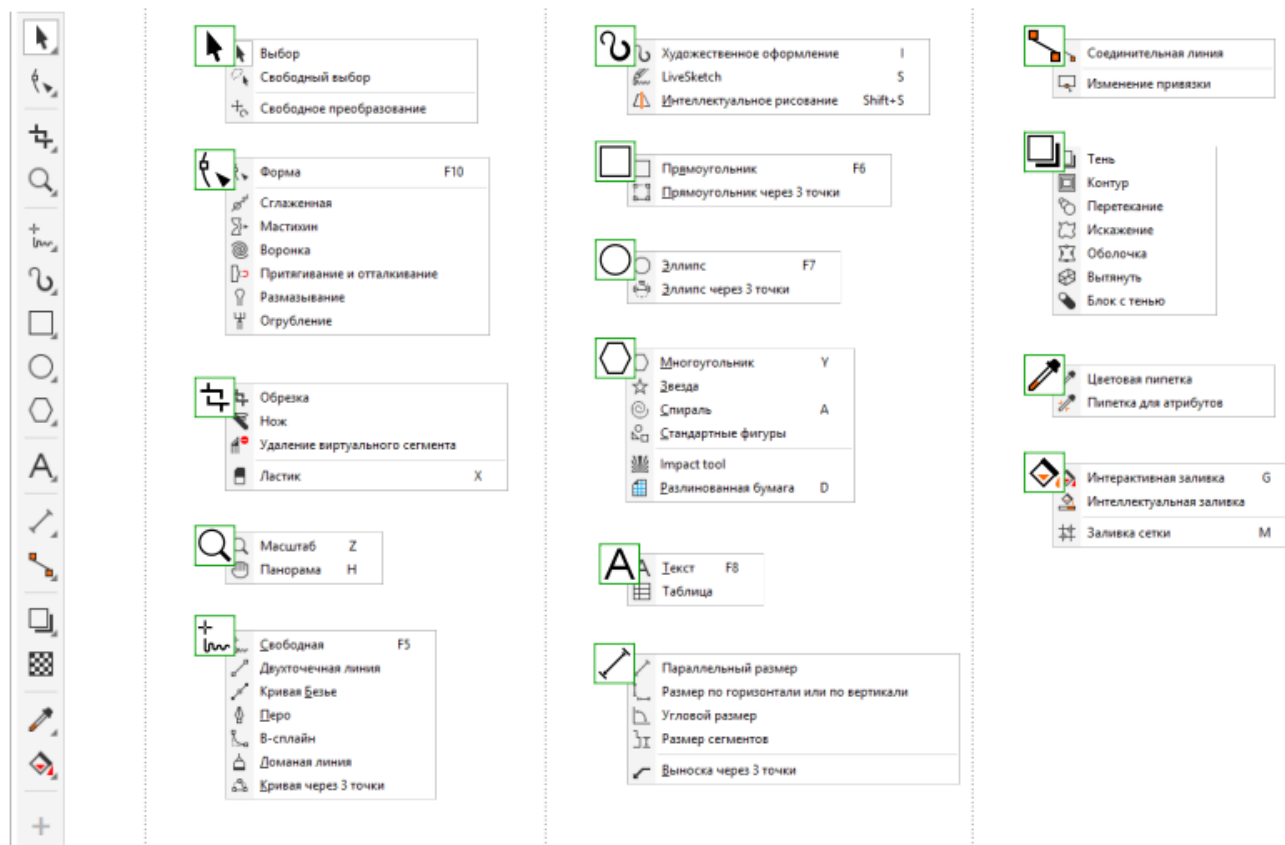 Выбор
Свободный выбор
Свободное преобразование
Форма F10
Сглаженная
Мастихин
Воронка
Притягивание и отталкивание
Размазывание
Огрубление
Обрезка
Нож
Удаление виртуального сегмента
Ластик X
Масштаб Z
Панорама H
Свободная F5
Двухточечная линия
Кривая Безье
Перо
В-сплайн
Ломаная линия
Кривая через 3 точки
Художественное оформление I
LiveSketch S
Интеллектуальное рисование Shift+S
Прямоугольник F6
Прямоугольник через 3 точки
Эллипс F7
Эллипс через 3 точки
Многоугольник Y
Звезда
Спираль A
Стандартные фигуры
Impact tool
Разлинованная бумага D
Текст F8
Таблица
Параллельный размер
Размер по горизонтали или по вертикали
Угловой размер
Размер сегментов
Выноска через 3 точки
Соединительная линия
Изменение привязки
Тень
Контур
Перетекание
Искажение
Оболочка
Вытянуть
Блок с тенью
Цветовая пипетка
Пипетка для атрибутов
Интерактивная заливка G
Интеллектуальная заливка
Заливка сетки M